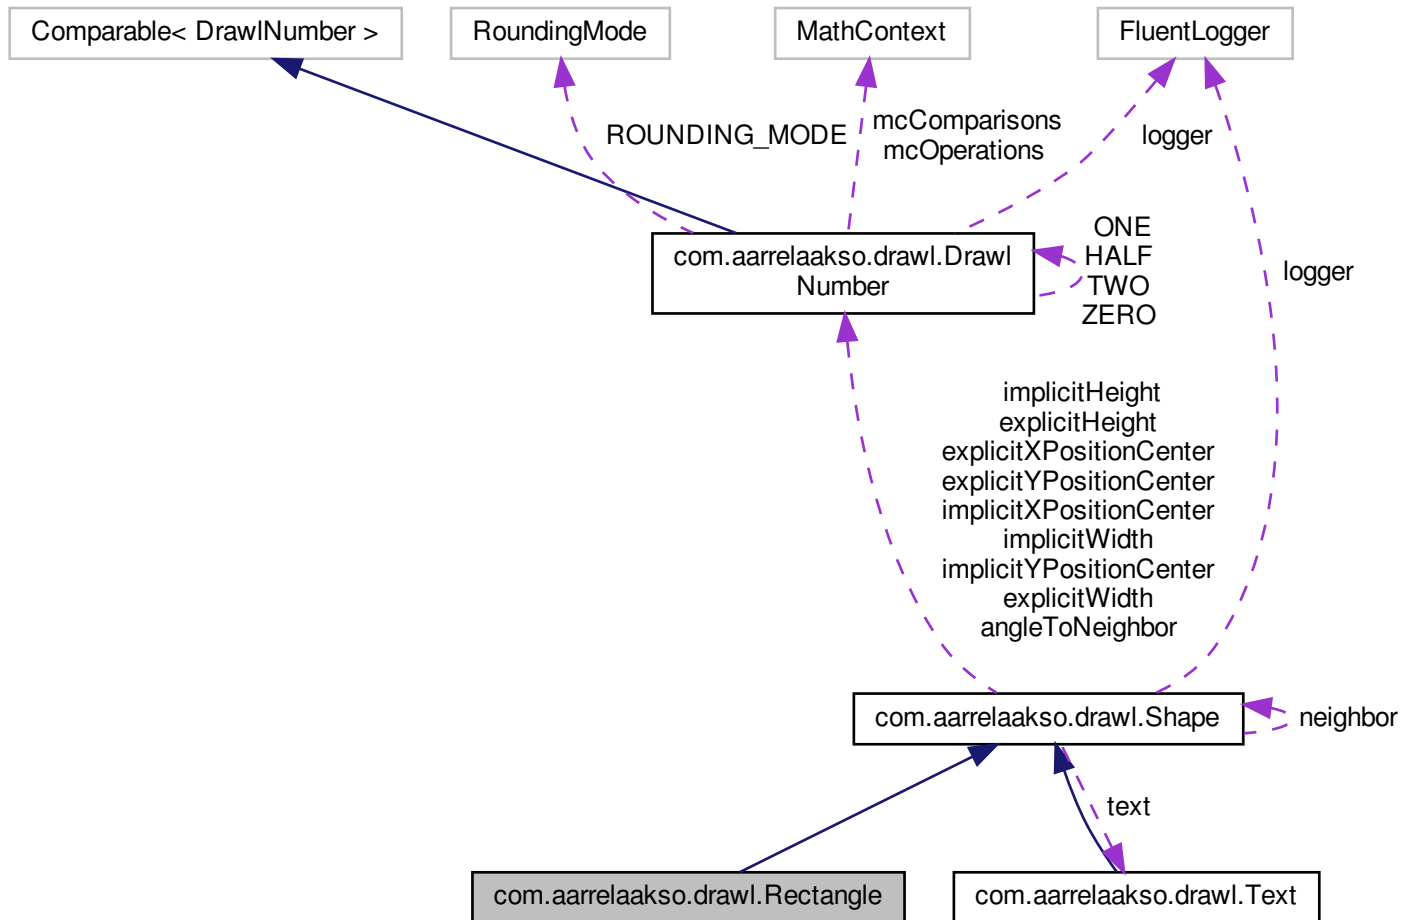 Comparable< DrawlNumber >
RoundingMode
MathContext
FluentLogger
ROUNDING_MODE
mcComparisons
mcOperations
logger
com.aarrelaakso.drawl.Drawl
Number
ONE
HALF
TWO
ZERO
logger
implicitHeight
explicitHeight
explicitXPositionCenter
explicitYPositionCenter
implicitXPositionCenter
implicitWidth
implicitYPositionCenter
explicitWidth
angleToNeighbor
com.aarrelaakso.drawl.Shape
neighbor
text
com.aarrelaakso.drawl.Rectangle
com.aarrelaakso.drawl.Text